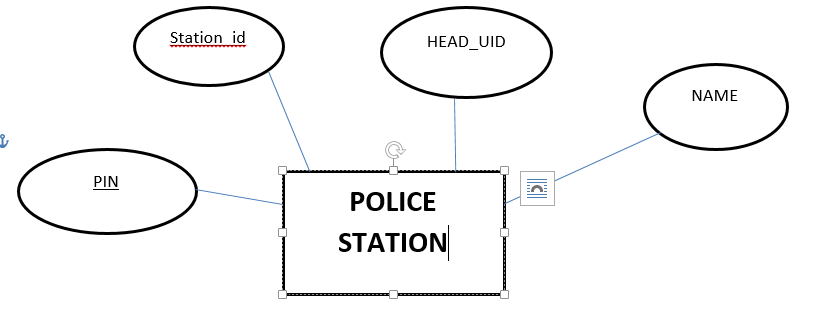 Station_id
HEAD_UID
NAME
PIN
POLICE
STATION